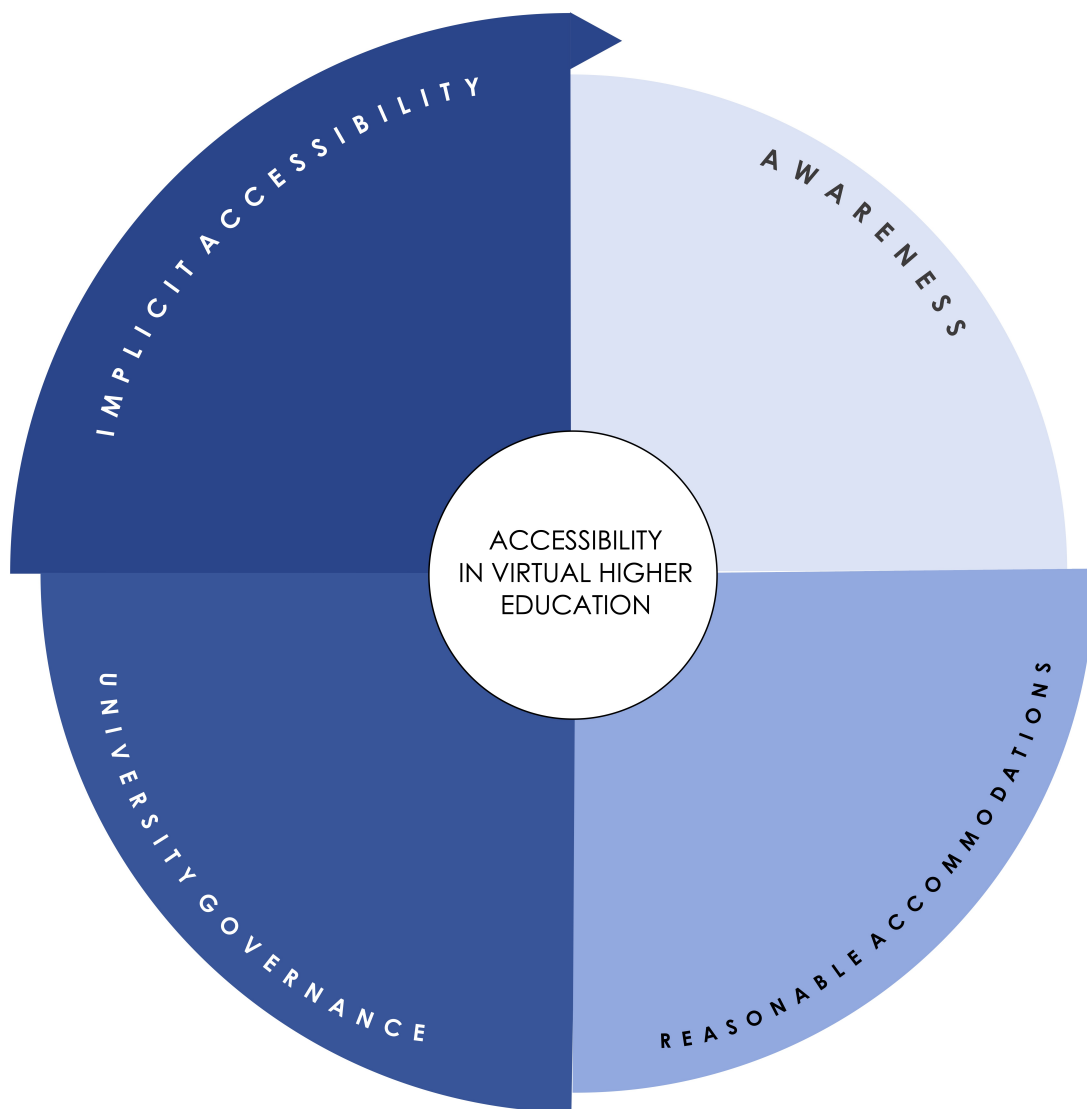 IMPLICIT ACCESSIBILITY
AWARENESS
ACCESSIBILITY
IN VIRTUAL HIGHER
EDUCATION
UNIVERSITY GOVERNANCE
REASONABLE ACCOMMODATIONS